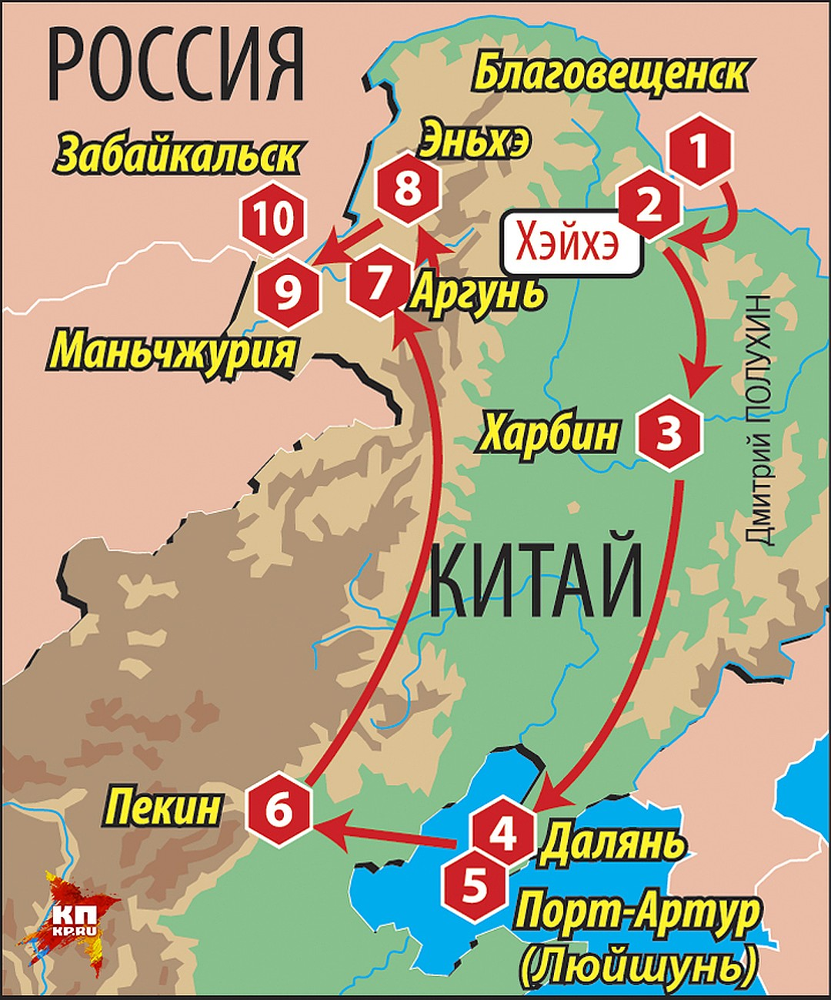 РОССИЯ
Благовещенск
Забайкальск
Эньхэ
1
2
8
10
Хэйхэ
7
9
Аргунь
Маньчжурия
Дмитрий ПОЛУХИН
Харбин
3
КИТАЙ
Пекин
6
4
Далянь
5
Порт-Артур
(Люйшунь)
КП
KP.RU